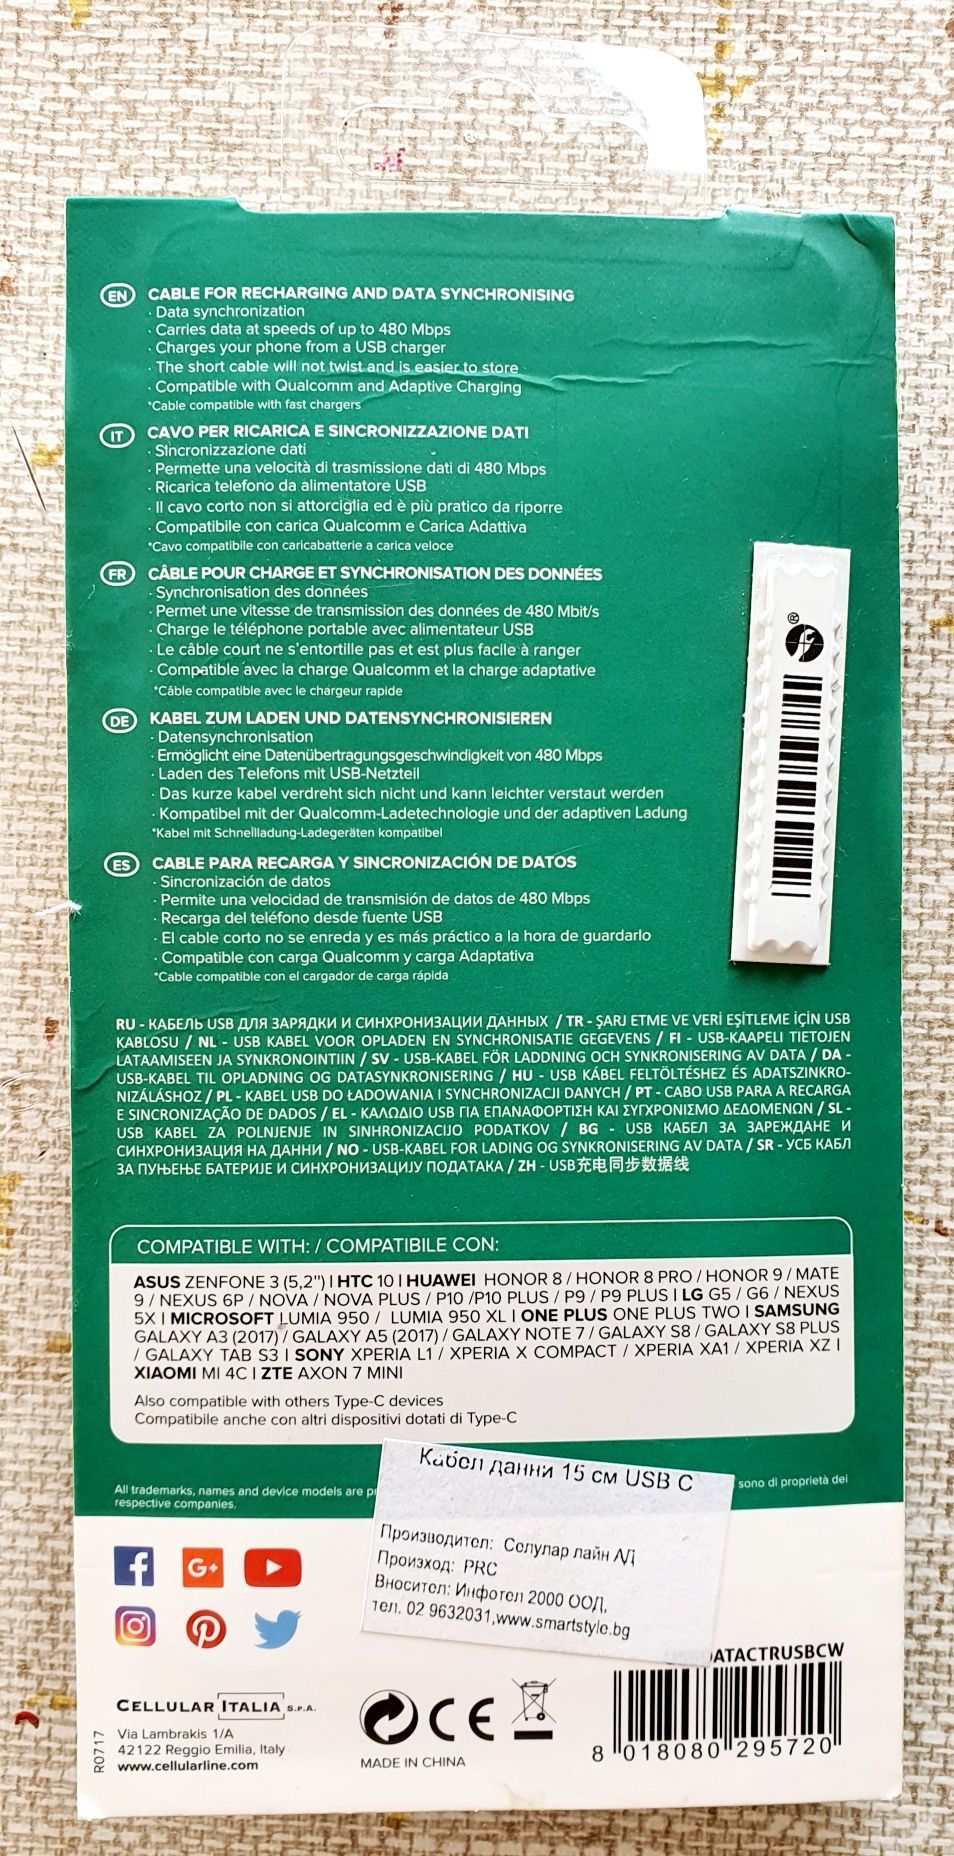 EN CABLE FOR RECHARGING AND DATA SYNCHRONISING
· Data synchronization
· Carries data at speeds of up to 480 Mbps
· Charges your phone from a USB charger
· The short cable will not twist and is easier to store
· Compatible with Qualcomm and Adaptive Charging
*Cable compatible with fast chargers
IT CAVO PER RICARICA E SINCRONIZZAZIONE DATI
· Sincronizzazione dati
· Permette una velocità di trasmissione dati di 480 Mbps
· Ricarica telefono da alimentatore USB
· Il cavo corto non si attorciglia ed è più pratico da riporre
· Compatibile con carica Qualcomm e Carica Adattiva
*Cavo compatibile con caricabatterie a carica veloce
FR CÂBLE POUR CHARGE ET SYNCHRONISATION DES DONNÉES
· Synchronisation des données
· Permet une vitesse de transmission des données de 480 Mbit/s
· Charge le téléphone portable avec alimentateur USB
· Le câble court ne s'entortille pas et est plus facile à ranger
· Compatible avec la charge Qualcomm et la charge adaptative
*Câble compatible avec le chargeur rapide
DE KABEL ZUM LADEN UND DATENSYNCHRONISIEREN
· Datensynchronisation
· Ermöglicht eine Datenübertragungsgeschwindigkeit von 480 Mbps
· Laden des Telefons mit USB-Netzteil
· Das kurze kabel verdreht sich nicht und kann leichter verstaut werden
· Kompatibel mit der Qualcomm-Ladetechnologie und der adaptiven Ladung
*Kabel mit Schnellladung-Ladegeräten kompatibel
ES CABLE PARA RECARGA Y SINCRONIZACIÓN DE DATOS
· Sincronización de datos
· Permite una velocidad de transmisión de datos de 480 Mbps
· Recarga del teléfono desde fuente USB
· El cable corto no se enreda y es más práctico a la hora de guardarlo
· Compatible con carga Qualcomm y carga Adaptativa
*Cable compatible con el cargador de carga rápida
RU - КАБЕЛЬ USB ДЛЯ ЗАРЯДКИ И СИНХРОНИЗАЦИИ ДАННЫХ / TR - ŞARJ ETME VE VERİ EŞİTLEME İÇİN USB
KABLOSU / NL - USB KABEL VOOR OPLADEN EN SYNCHRONISATIE GEGEVENS / FI - USB-KAAPELI TIETOJEN
LATAAMISEEN JA SYNKRONOINTIIN / SV - USB-KABEL FÖR LADDNING OCH SYNKRONISERING AV DATA / DA -
USB-KABEL TIL OPLADNING OG DATASYNKRONISERING / HU - USB KÁBEL FELTÖLTÉSHEZ ÉS ADATSZINKRO-
NIZÁLÁSHOZ / PL - KABEL USB DO ŁADOWANIA I SYNCHRONIZACJI DANYCH / PT - CABO USB PARA A RECARGA
E SINCRONIZAÇÃO DE DADOS / EL - ΚΑΛΩΔΙΟ USB ΓΙΑ ΕΠΑΝΑΦΟΡΤΙΣΗ ΚΑΙ ΣΥΓΧΡΟΝΙΣΜΟ ΔΕΔΟΜΕΝΩΝ / SL -
USB KABEL ZA POLNJENJE IN SINHRONIZACIJO PODATKOV / BG - USB КАБЕЛ ЗА ЗАРЕЖДАНЕ И
СИНХРОНИЗАЦИЯ НА ДАННИ / NO - USB-KABEL FOR LADING OG SYNKRONISERING AV DATA / SR - УСБ КАБЛ
ЗА ПУЊЕЊЕ БАТЕРИЈЕ И СИНХРОНИЗАЦИЈУ ПОДАТАКА / ZH - USB充电同步数据线
COMPATIBLE WITH: / COMPATIBILE CON:
ASUS ZENFONE 3 (5,2") | HTC 10 | HUAWEI HONOR 8 / HONOR 8 PRO / HONOR 9 / MATE
9 / NEXUS 6P / NOVA / NOVA PLUS / P10 /P10 PLUS / P9 / P9 PLUS | LG G5 / G6 / NEXUS
5X | MICROSOFT LUMIA 950 / LUMIA 950 XL | ONE PLUS ONE PLUS TWO | SAMSUNG
GALAXY A3 (2017) / GALAXY A5 (2017) / GALAXY NOTE 7 / GALAXY S8 / GALAXY S8 PLUS
/ GALAXY TAB S3 | SONY XPERIA L1 / XPERIA X COMPACT / XPERIA XA1 / XPERIA XZ |
XIAOMI MI 4C | ZTE AXON 7 MINI
Also compatible with others Type-C devices
Compatibile anche con altri dispositivi dotati di Type-C
All trademarks, names and device models are sono di proprietà dei
respective companies.
Кабел данни 15 см USB C
Производител: Селулар лайн АД
Произход: PRC
Вносител: Инфотел 2000 ООД,
тел. 02 9632031,www.smartstyle.bg
ATACTRUSBCW
8 018080 295720
CELLULAR ITALIA S.P.A.
Via Lambrakis 1/A
42122 Reggio Emilia, Italy
www.cellularline.com
R0717
CE
MADE IN CHINA